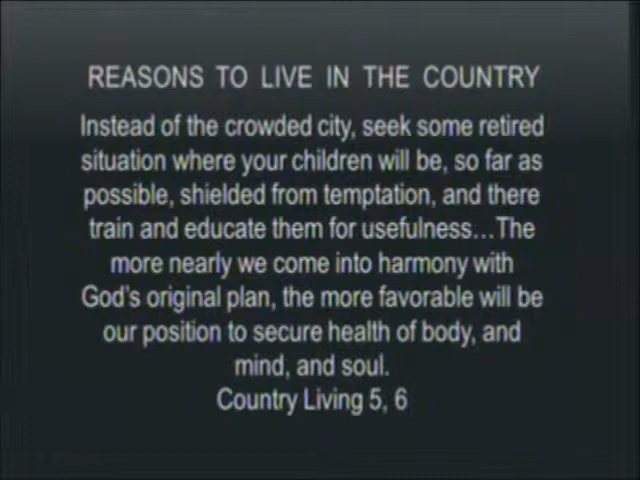 REASONS TO LIVE IN THE COUNTRY
Instead of the crowded city, seek some retired
situation where your children will be, so far as
possible, shielded from temptation, and there
train and educate them for usefulness...The
more nearly we come into harmony with
God's original plan, the more favorable will be
our position to secure health of body, and
mind, and soul.
Country Living 5, 6